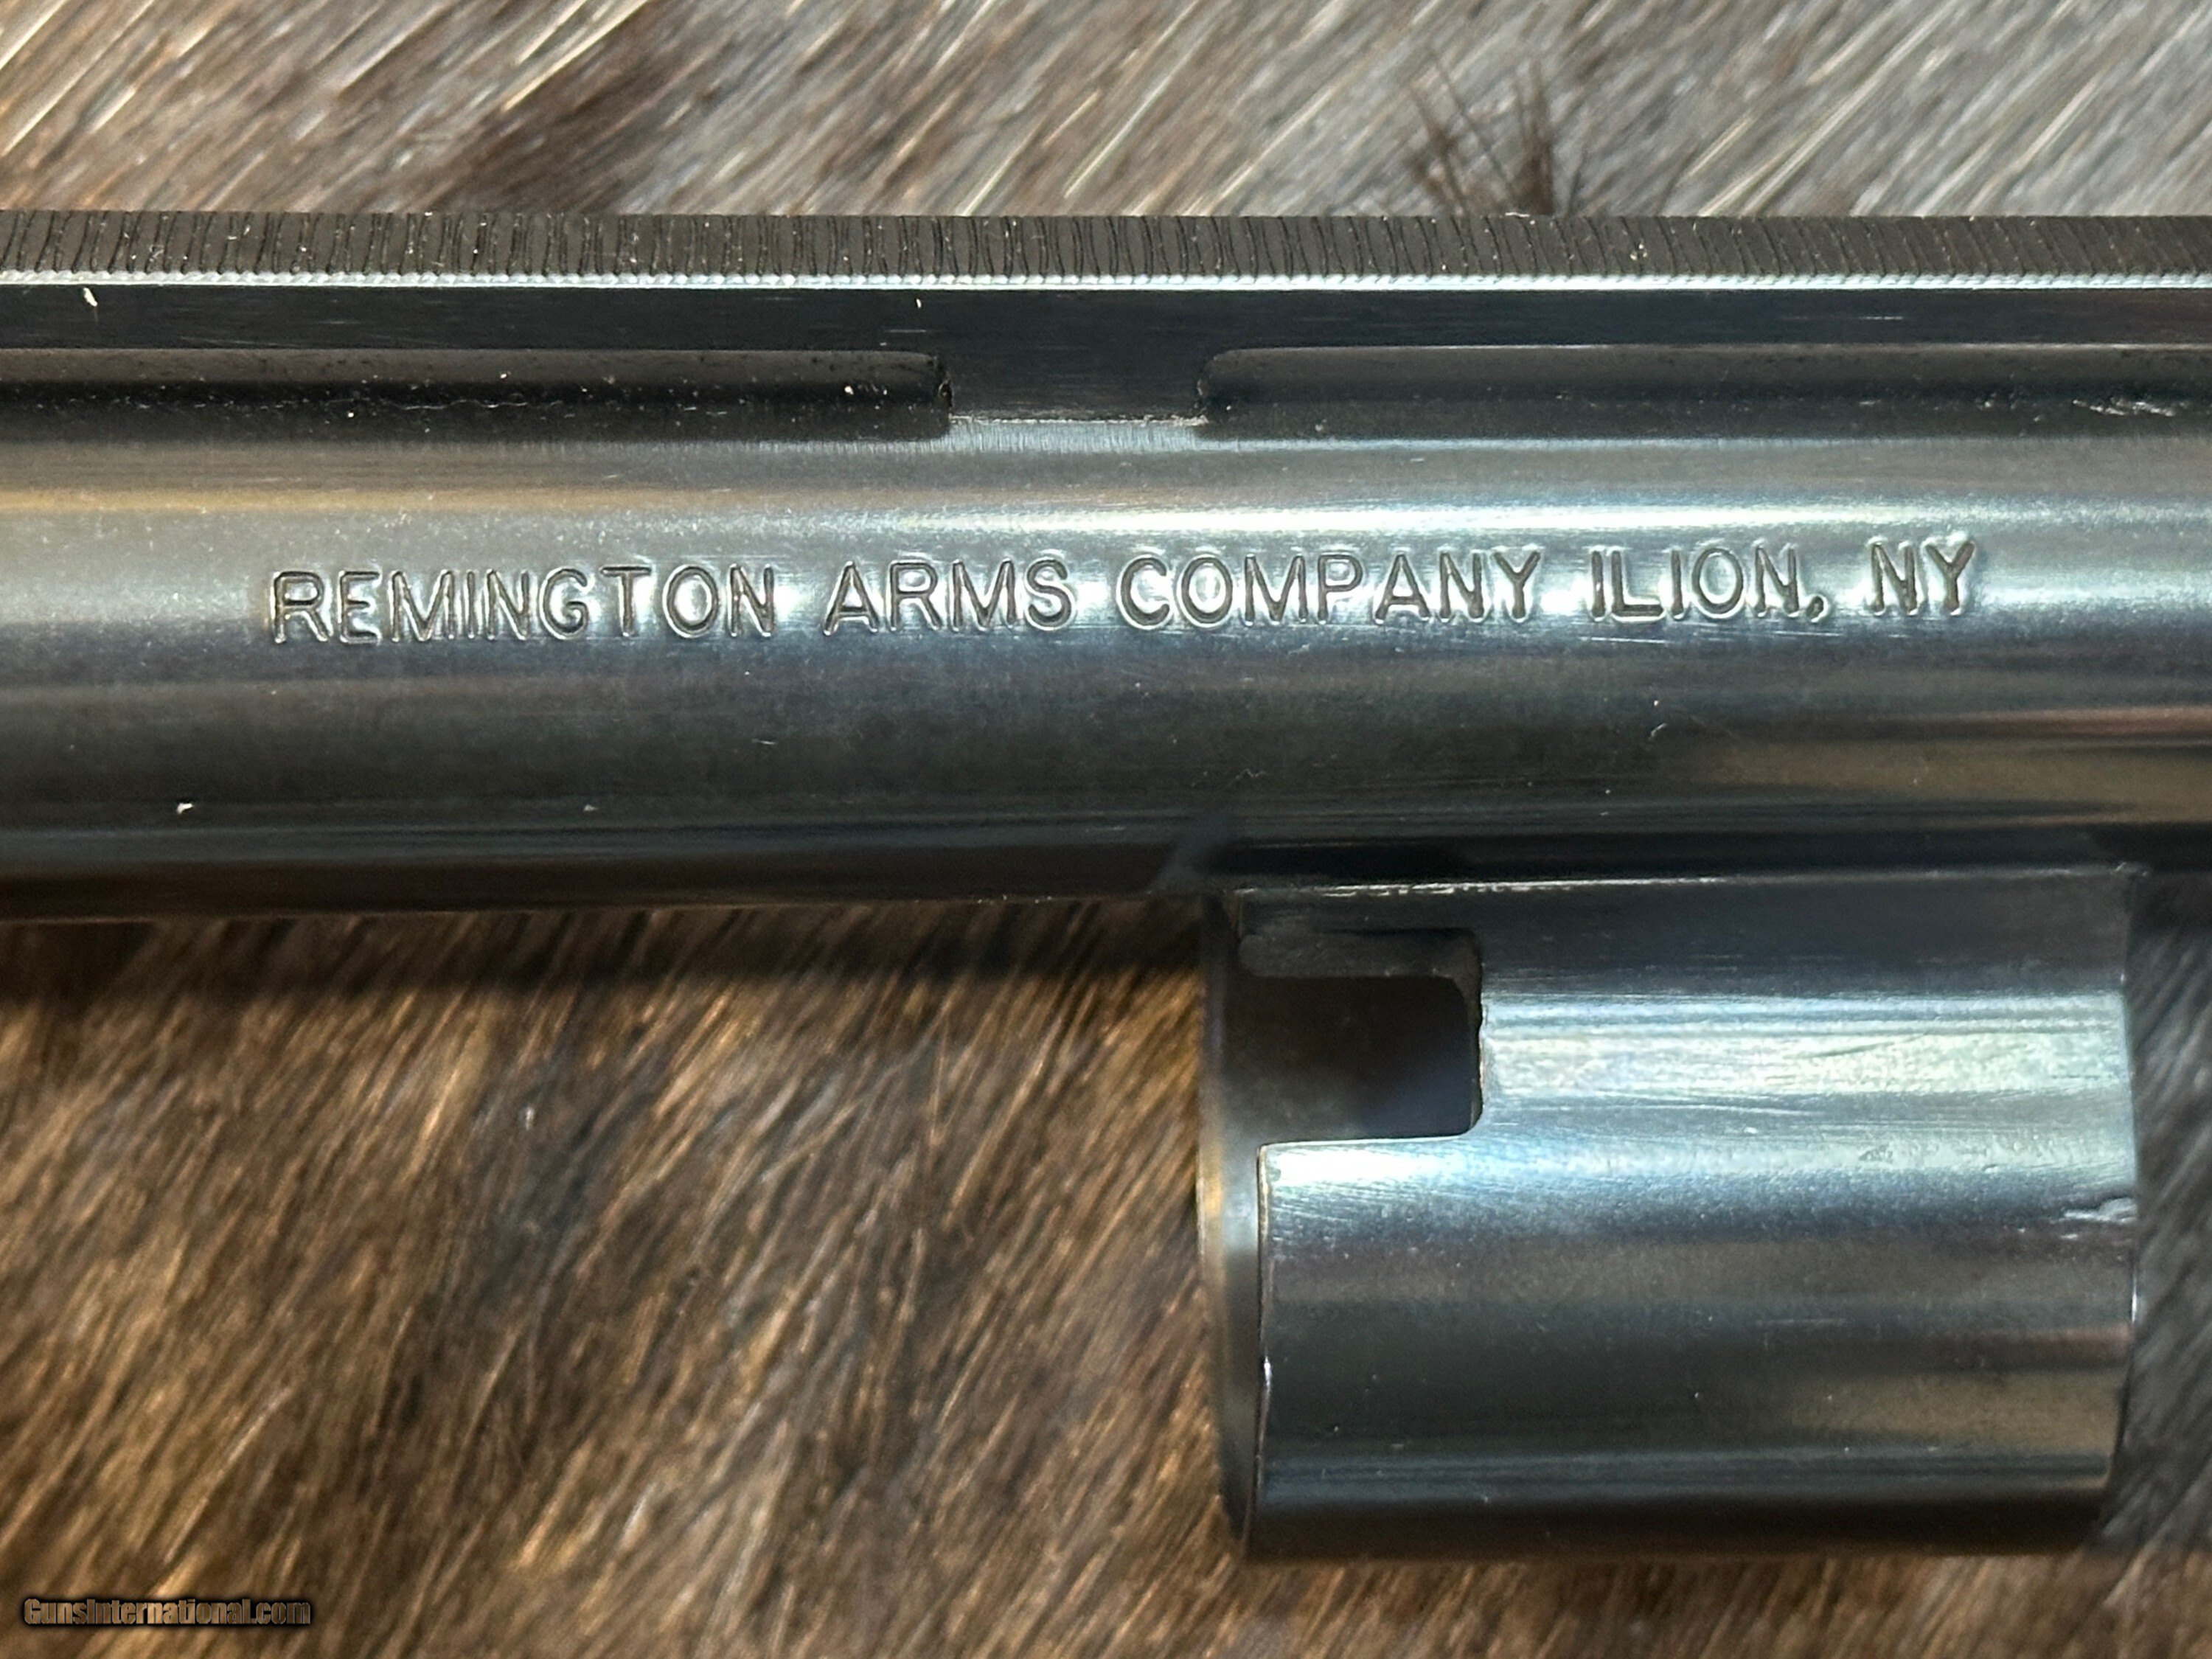 REMINGTON ARMS COMPANY ILION, NY
GunsInternational.com